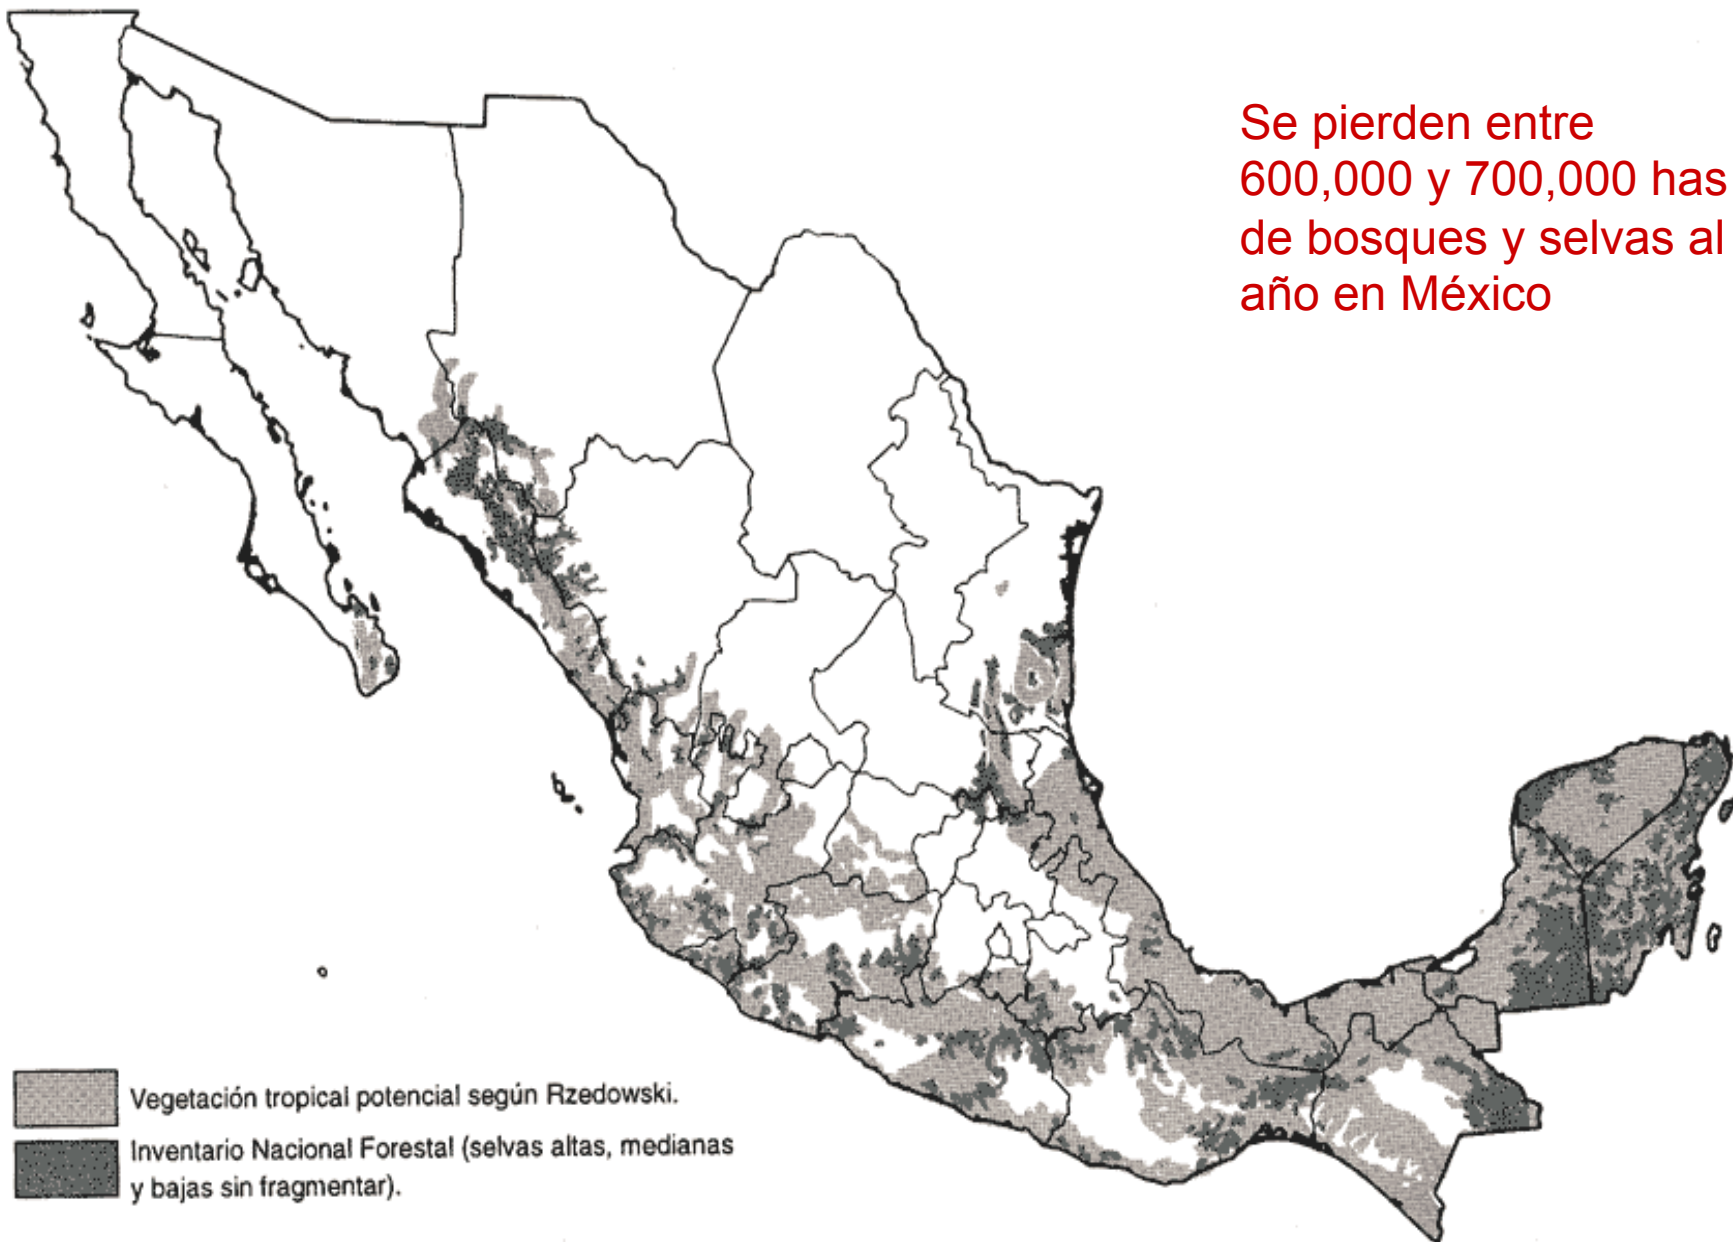 Se pierden entre
600,000 y 700,000 has
de bosques y selvas al
año en México
Vegetación tropical potencial según Rzedowski.
Inventario Nacional Forestal (selvas altas, medianas
y bajas sin fragmentar).